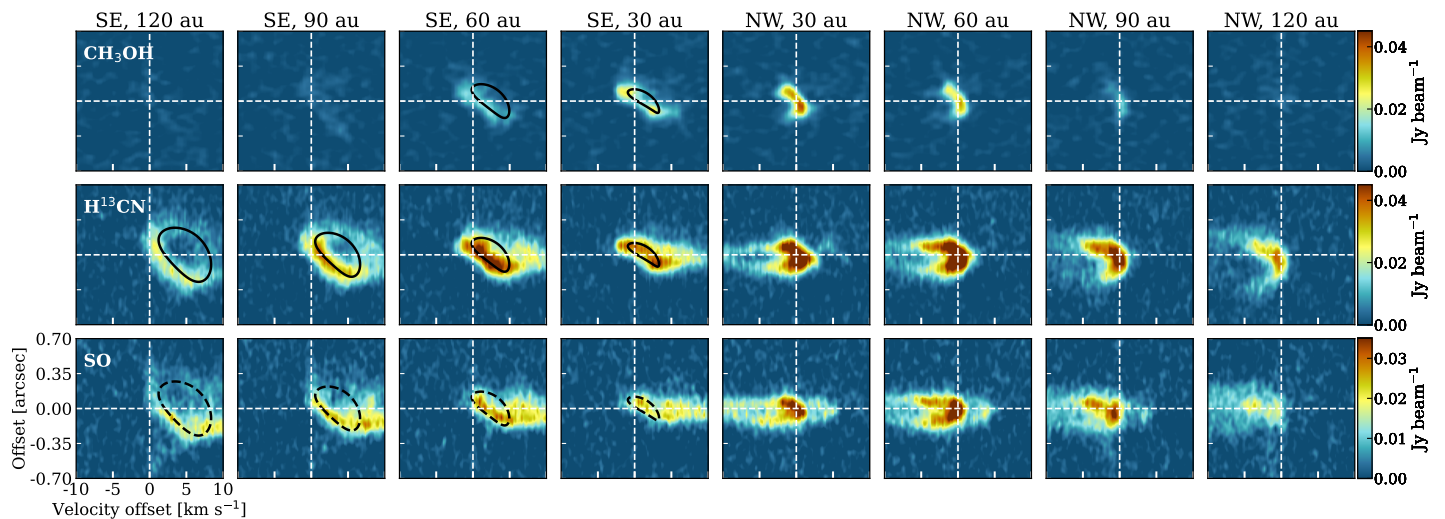 SE, 120 au SE, 90 au SE, 60 au SE, 30 au NW, 30 au NW, 60 au NW, 90 au NW, 120 au
CH₃OH
0.04
0.02
0.00
Jy beam⁻¹
H¹³CN
0.04
0.02
0.00
Jy beam⁻¹
SO
0.03
0.02
0.01
0.00
Jy beam⁻¹
0.70
0.35
0.00
-0.35
-0.70
Offset [arcsec]
-10 -5 0 5 10
Velocity offset [km s⁻¹]